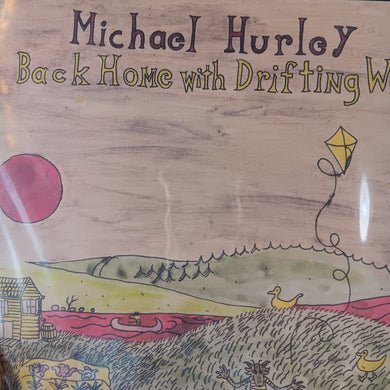 Michael Hurley
Back Home with Drifting W